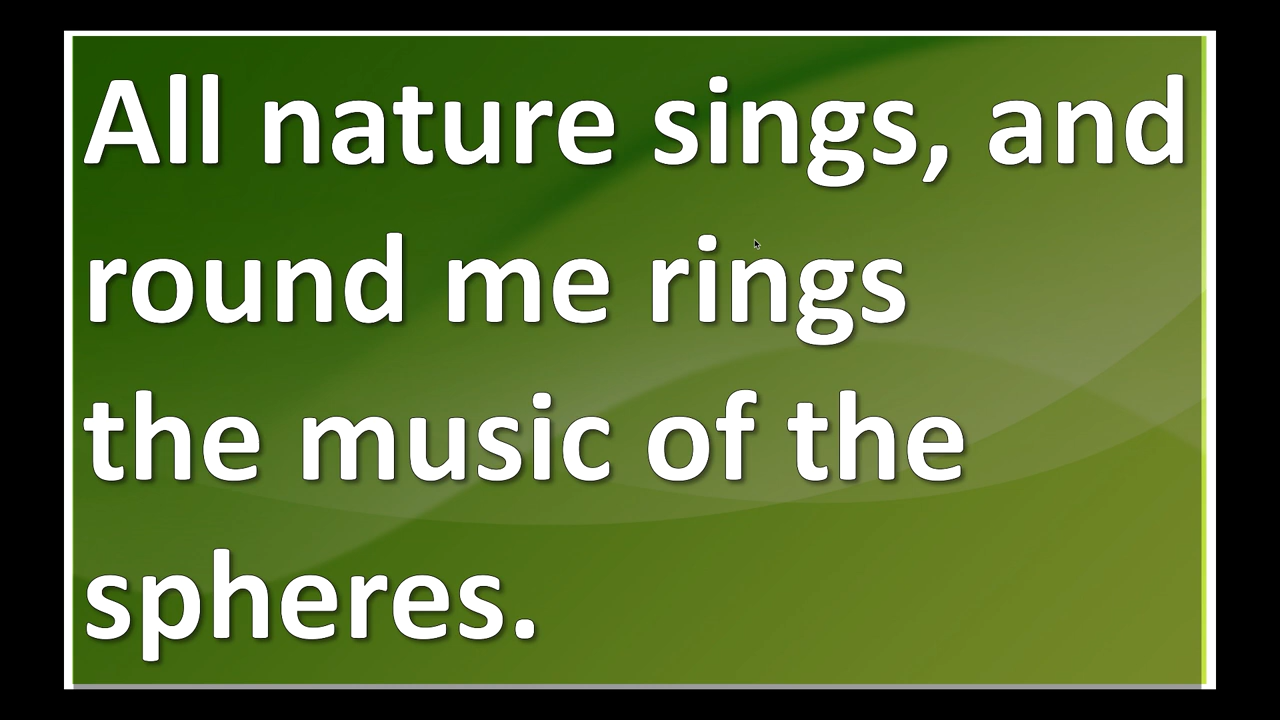 All nature sings, and
round me rings
the music of the
spheres.